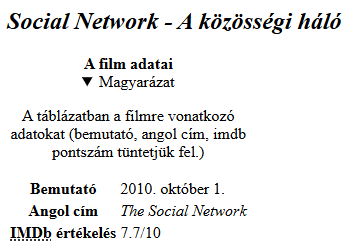 Social Network - A közösségi háló
A film adatai
▼ Magyarázat
A táblázatban a filmre vonatkozó
adatokat (bemutató, angol cím, imdb
pontszám tüntetjük fel.)
Bemutató 2010. október 1.
Angol cím The Social Network
IMDb értékelés 7.7/10